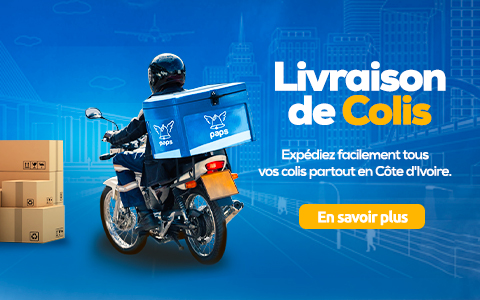 Livraison
de Colis
Expédiez facilement tous
vos colis partout en Côte d'Ivoire.
En savoir plus
paps
paps